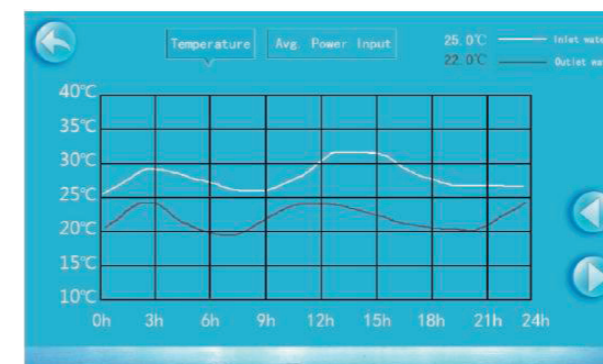 Temperature
Avg. Power Input
25.0℃
Inlet wate
22.0℃
Outlet wat
40℃
35℃
30℃
25℃
20℃
15℃
10℃
0h 3h 6h 9h 12h 15h 18h 21h 24h